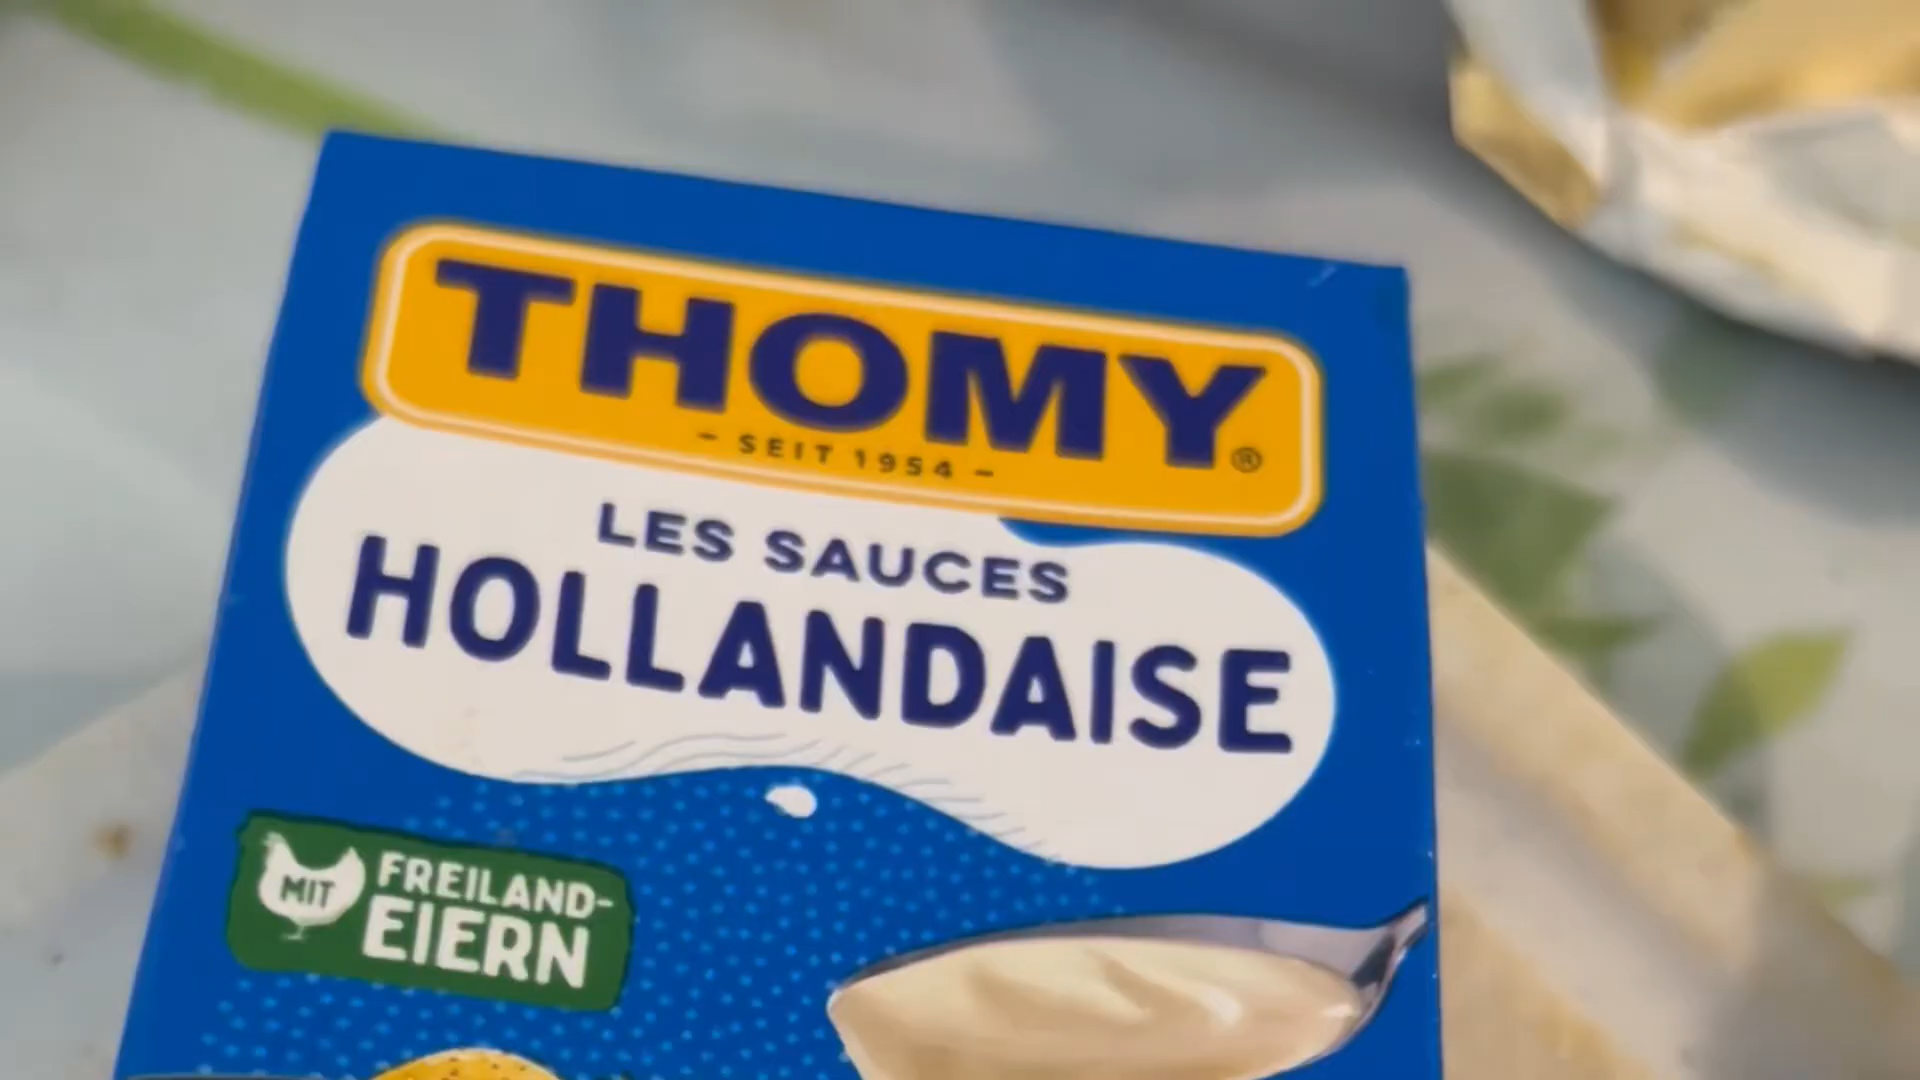 THOMY®
- SEIT 1954 -
LES SAUCES
HOLLANDAISE
MIT
FREILAND-
EIERN